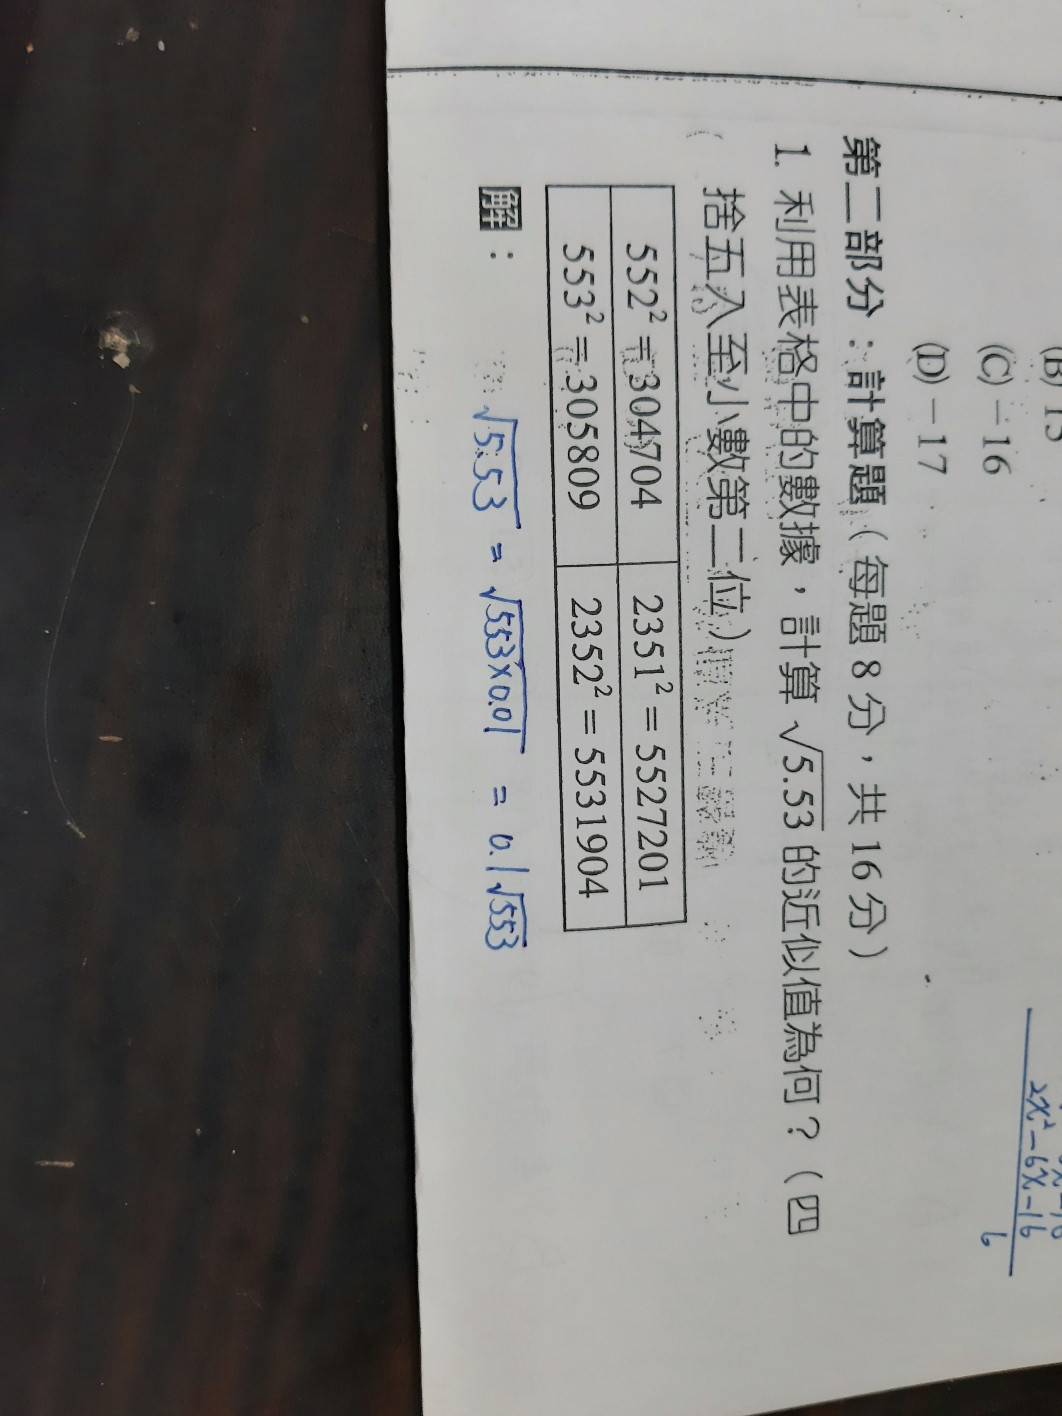 (C) －16
(D) －17
第二部分：計算題（每題 8 分，共 16 分）
1. 利用表格中的數據，計算 √5.53 的近似值為何？（四
捨五入至小數第二位）
552² = 304704 2351² = 5527201
553² = 305809 2352² = 5531904
解：
√5.53 = √553×0.01 = 0.1√553
2x²－6x－16
6